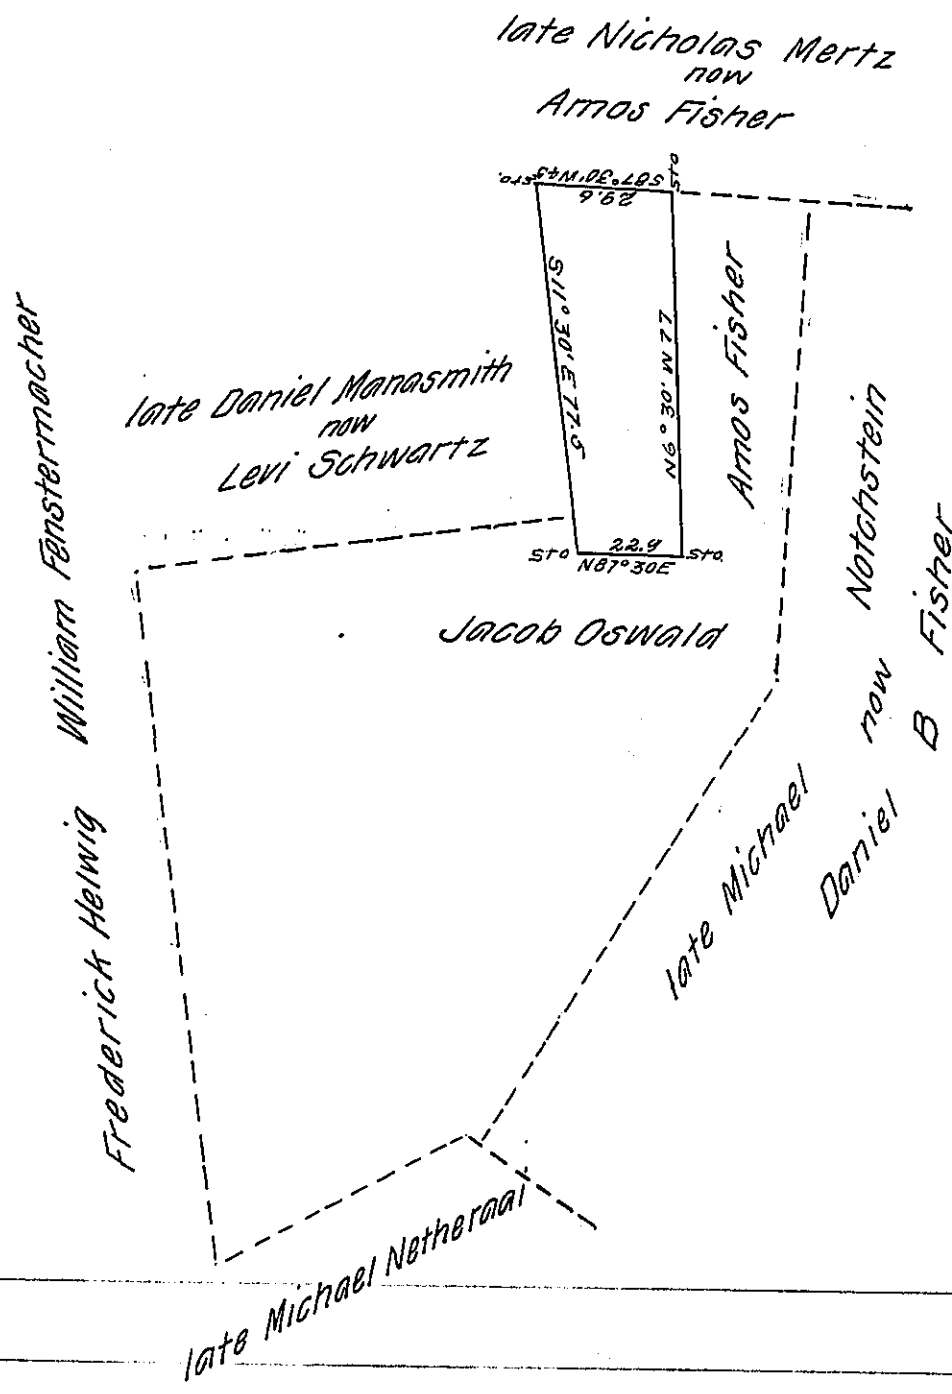 late Nicholas Mertz
now
Amos Fisher
Sto.
S87°30'W45
29.6
Sto
S11°30'E 77.5
N9°30'W 77
Amos Fisher
late Daniel Manasmith
now
Levi Schwartz
Sto
22.9
N87°30E
Sto.
Jacob Oswald
William Fenstermacher
Frederick Helwig
late Michael Notchstein
now
Daniel B Fisher
late Michael Netheraal